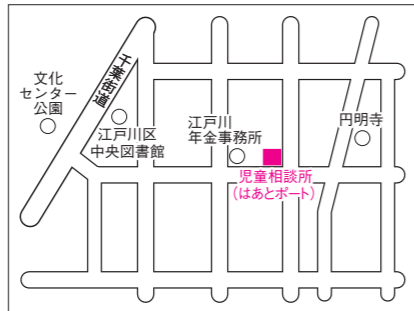 千葉街道
文化
センター
公園
江戸川区
中央図書館
江戸川
年金事務所
円明寺
児童相談所
(はあとポート)